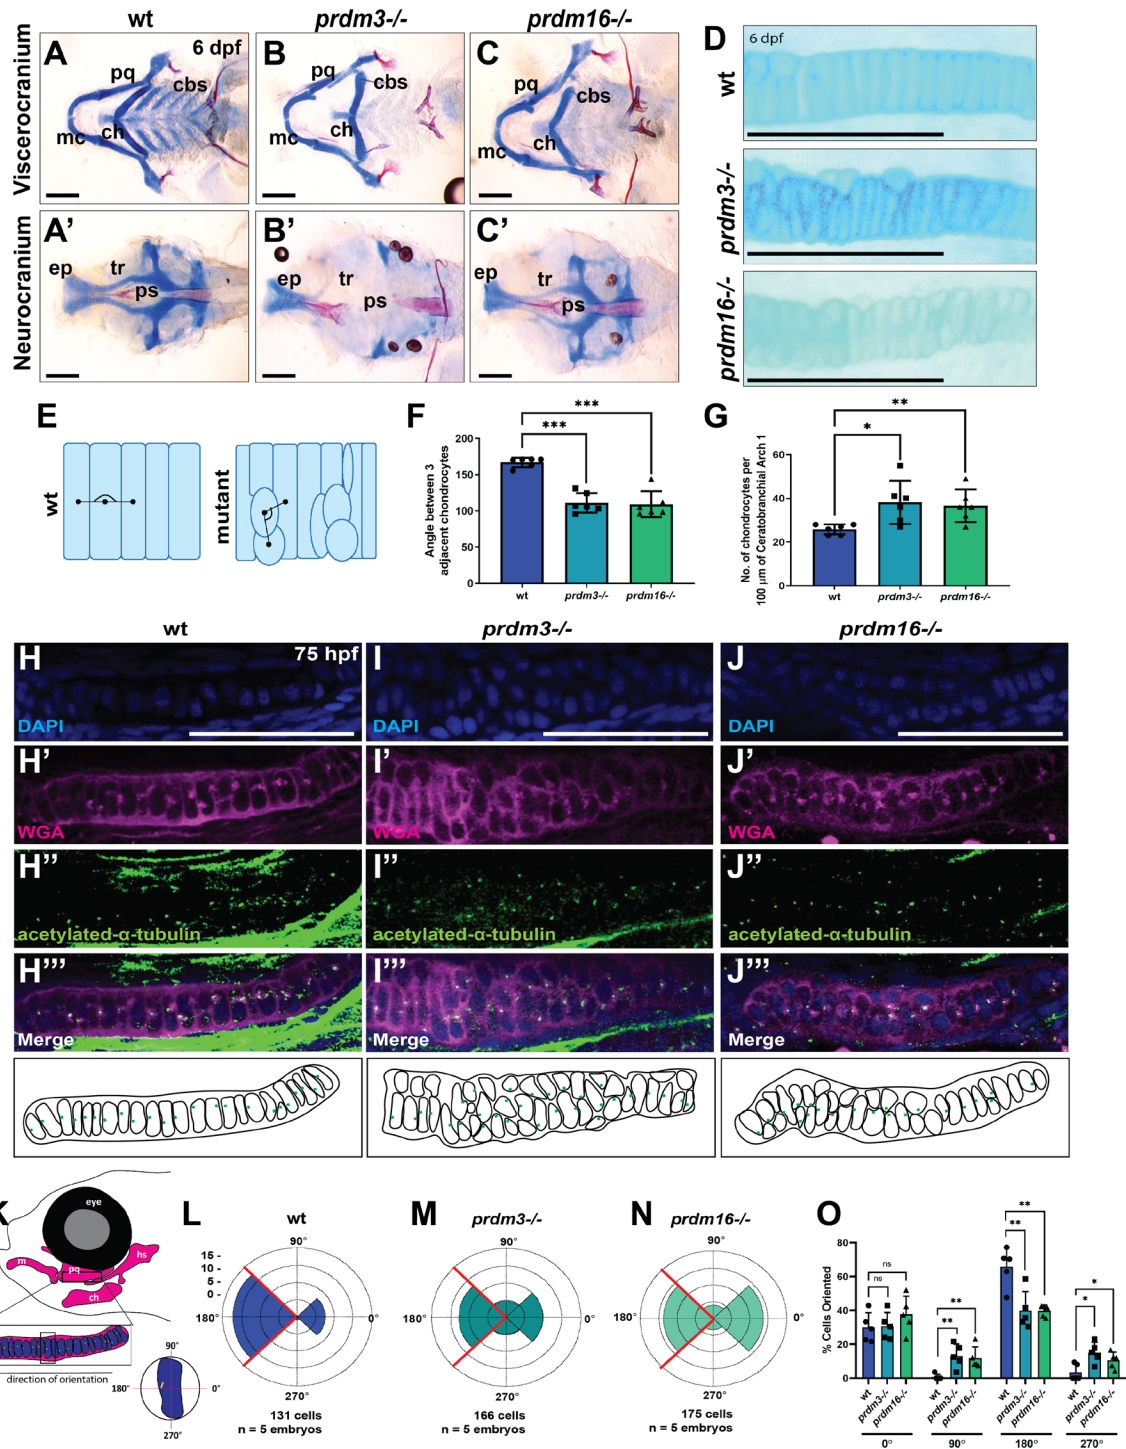 wt
prdm3-/-
prdm16-/-
Viscerocranium
A
6 dpf
pq
cbs
mc
ch
B
pq
cbs
ch
mc
C
pq
cbs
ch
mc
D
6 dpf
wt
prdm3-/-
prdm16-/-
Neurocranium
A’
ep
tr
ps
B’
ep
tr
ps
C’
ep
tr
ps
E
wt
mutant
F
Angle between 3
adjacent chondrocytes
200
150
100
50
0
***
***
wt
prdm3-/-
prdm16-/-
G
No. of chondrocytes per
100 μm of Ceratobranchial Arch 1
60
40
20
0
**
*
wt
prdm3-/-
prdm16-/-
wt
prdm3-/-
prdm16-/-
H
75 hpf
DAPI
I
DAPI
J
DAPI
H’
WGA
I’
WGA
J’
WGA
H’’
acetylated-α-tubulin
I’’
acetylated-α-tubulin
J’’
acetylated-α-tubulin
H’’’
Merge
I’’’
Merge
J’’’
Merge
K
eye
m
pq
hs
ch
direction of orientation
90°
180°
0°
270°
L
wt
90°
15 -
10 -
5 -
0 -
180°
0°
270°
131 cells
n = 5 embryos
M
prdm3-/-
90°
180°
0°
270°
166 cells
n = 5 embryos
N
prdm16-/-
90°
180°
0°
270°
175 cells
n = 5 embryos
O
% Cells Oriented
80
60
40
20
0
ns
ns
**
**
**
**
*
*
wt
prdm3-/-
prdm16-/-
wt
prdm3-/-
prdm16-/-
wt
prdm3-/-
prdm16-/-
wt
prdm3-/-
prdm16-/-
0°
90°
180°
270°